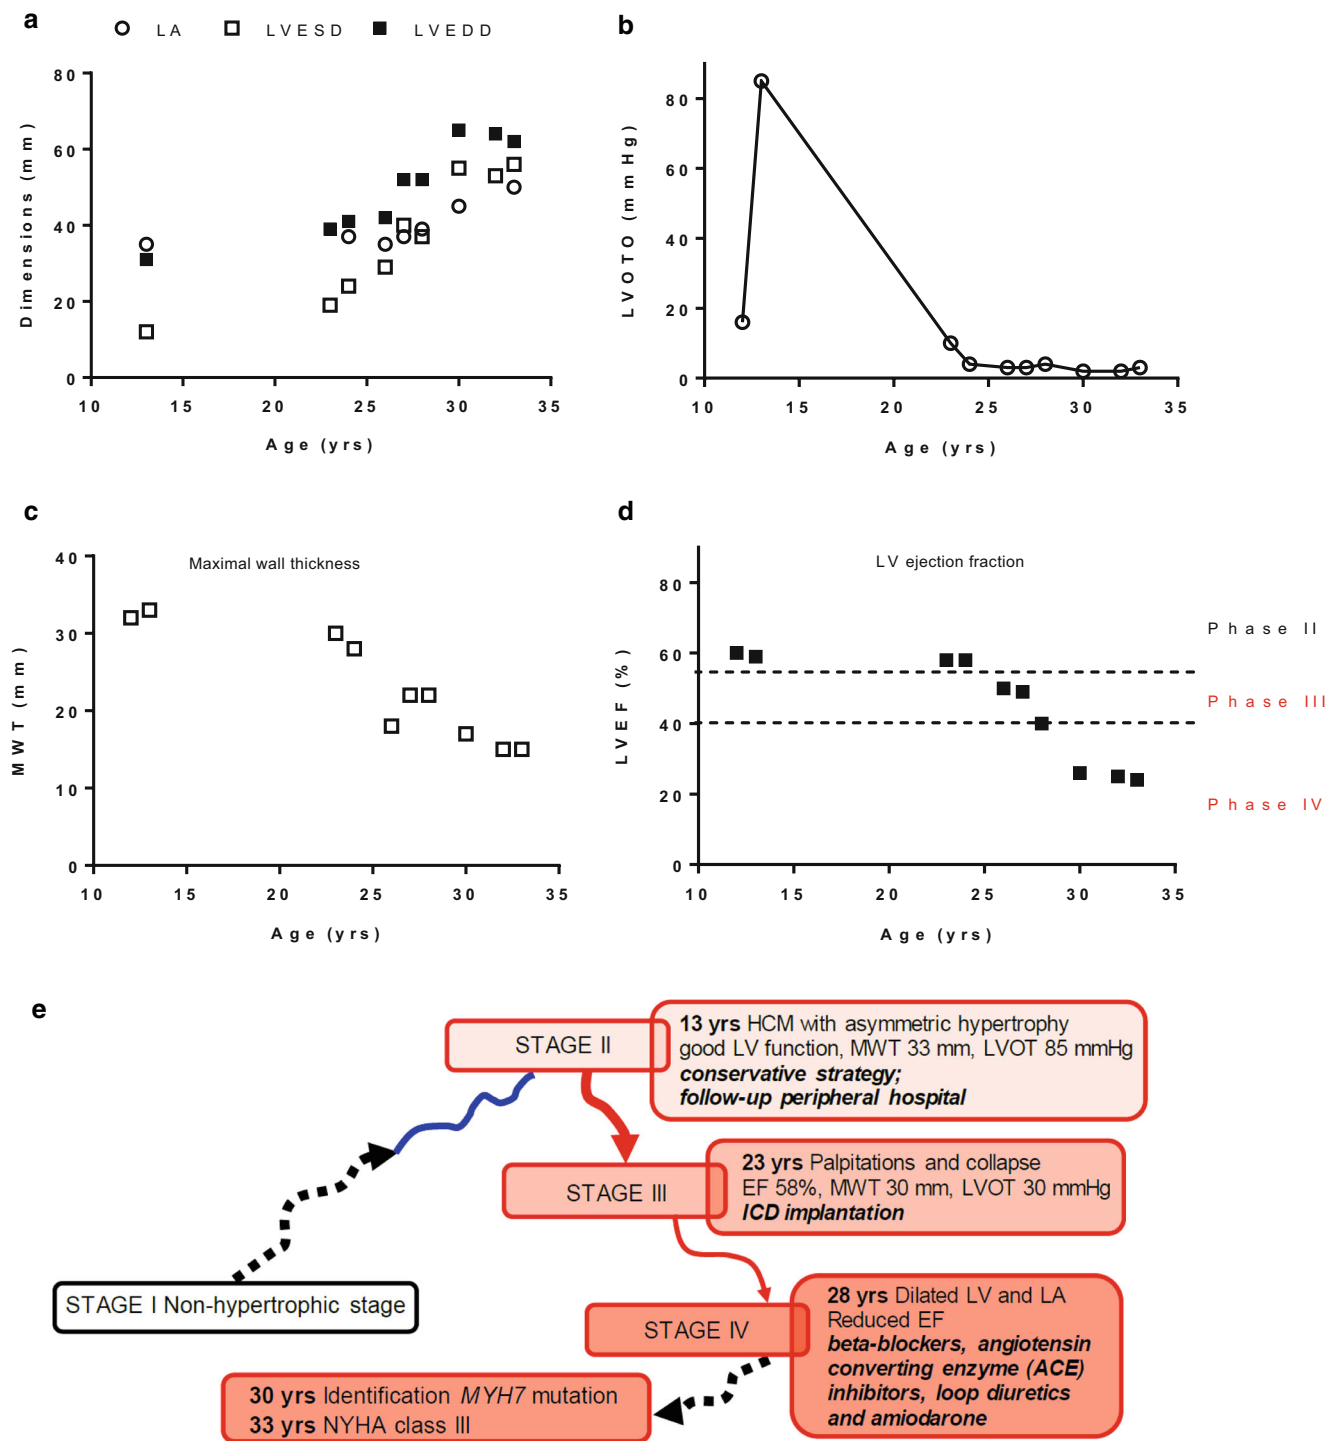 a
LA LVESD LVEDD
Dimensions (mm)
80
60
40
20
0
10 15 20 25 30 35
Age (yrs)
b
LVOTO (mmHg)
80
60
40
20
0
10 15 20 25 30 35
Age (yrs)
c
Maximal wall thickness
MWT (mm)
40
30
20
10
0
10 15 20 25 30 35
Age (yrs)
d
LV ejection fraction
LVEF (%)
80
60
40
20
0
10 15 20 25 30 35
Age (yrs)
Phase II
Phase III
Phase IV
e
STAGE II
13 yrs HCM with asymmetric hypertrophy
good LV function, MWT 33 mm, LVOT 85 mmHg
conservative strategy;
follow-up peripheral hospital
STAGE III
23 yrs Palpitations and collapse
EF 58%, MWT 30 mm, LVOT 30 mmHg
ICD implantation
STAGE I Non-hypertrophic stage
STAGE IV
28 yrs Dilated LV and LA
Reduced EF
beta-blockers, angiotensin
converting enzyme (ACE)
inhibitors, loop diuretics
and amiodarone
30 yrs Identification MYH7 mutation
33 yrs NYHA class III